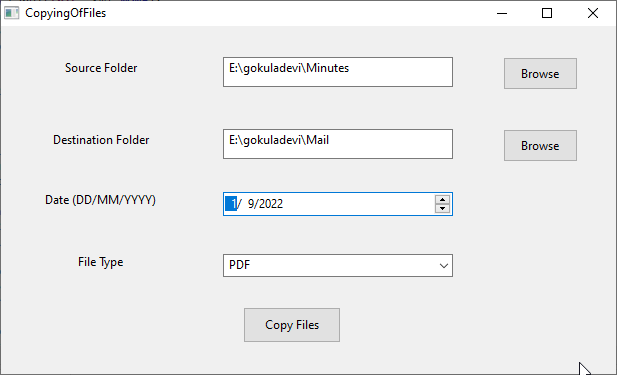 CopyingOfFiles
Source Folder E:\gokuladevi\Minutes Browse
Destination Folder E:\gokuladevi\Mail Browse
Date (DD/MM/YYYY) 1/ 9/2022
File Type PDF
Copy Files